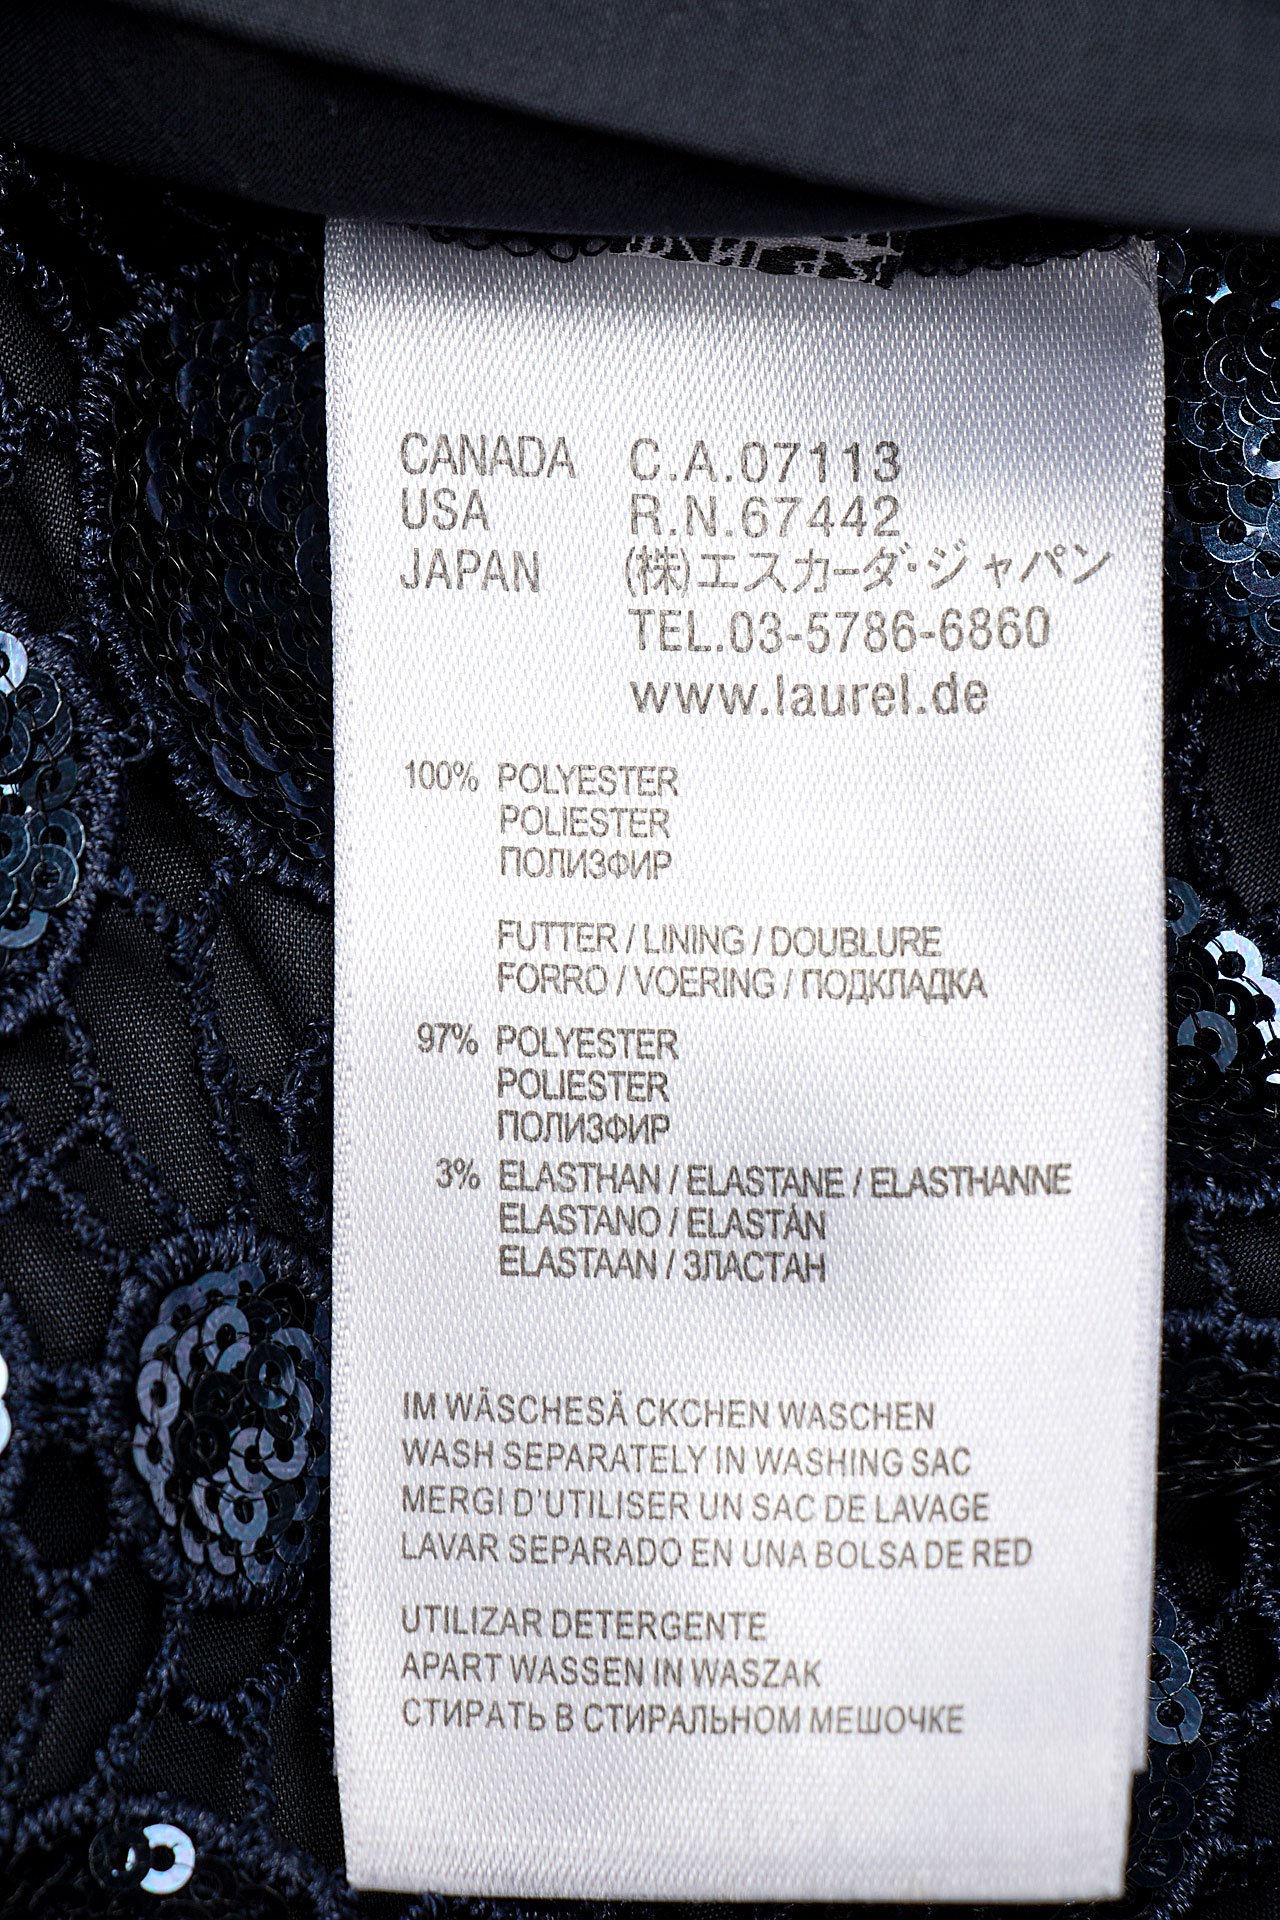 CANADA C.A.07113
USA R.N.67442
JAPAN (株)エスカーダ・ジャパン
TEL.03-5786-6860
www.laurel.de
100% POLYESTER
POLIESTER
ПОЛИЗФИР
FUTTER / LINING / DOUBLURE
FORRO / VOERING / ПОДКЛАДКА
97% POLYESTER
POLIESTER
ПОЛИЗФИР
3% ELASTHAN / ELASTANE / ELASTHANNE
ELASTANO / ELASTÁN
ELASTAAN / ЗЛАСТАН
IM WÄSCHESÄ CKCHEN WASCHEN
WASH SEPARATELY IN WASHING SAC
MERGI D'UTILISER UN SAC DE LAVAGE
LAVAR SEPARADO EN UNA BOLSA DE RED
UTILIZAR DETERGENTE
APART WASSEN IN WASZAK
СТИРАТЬ В СТИРАЛЬНОМ МЕШОЧКЕ